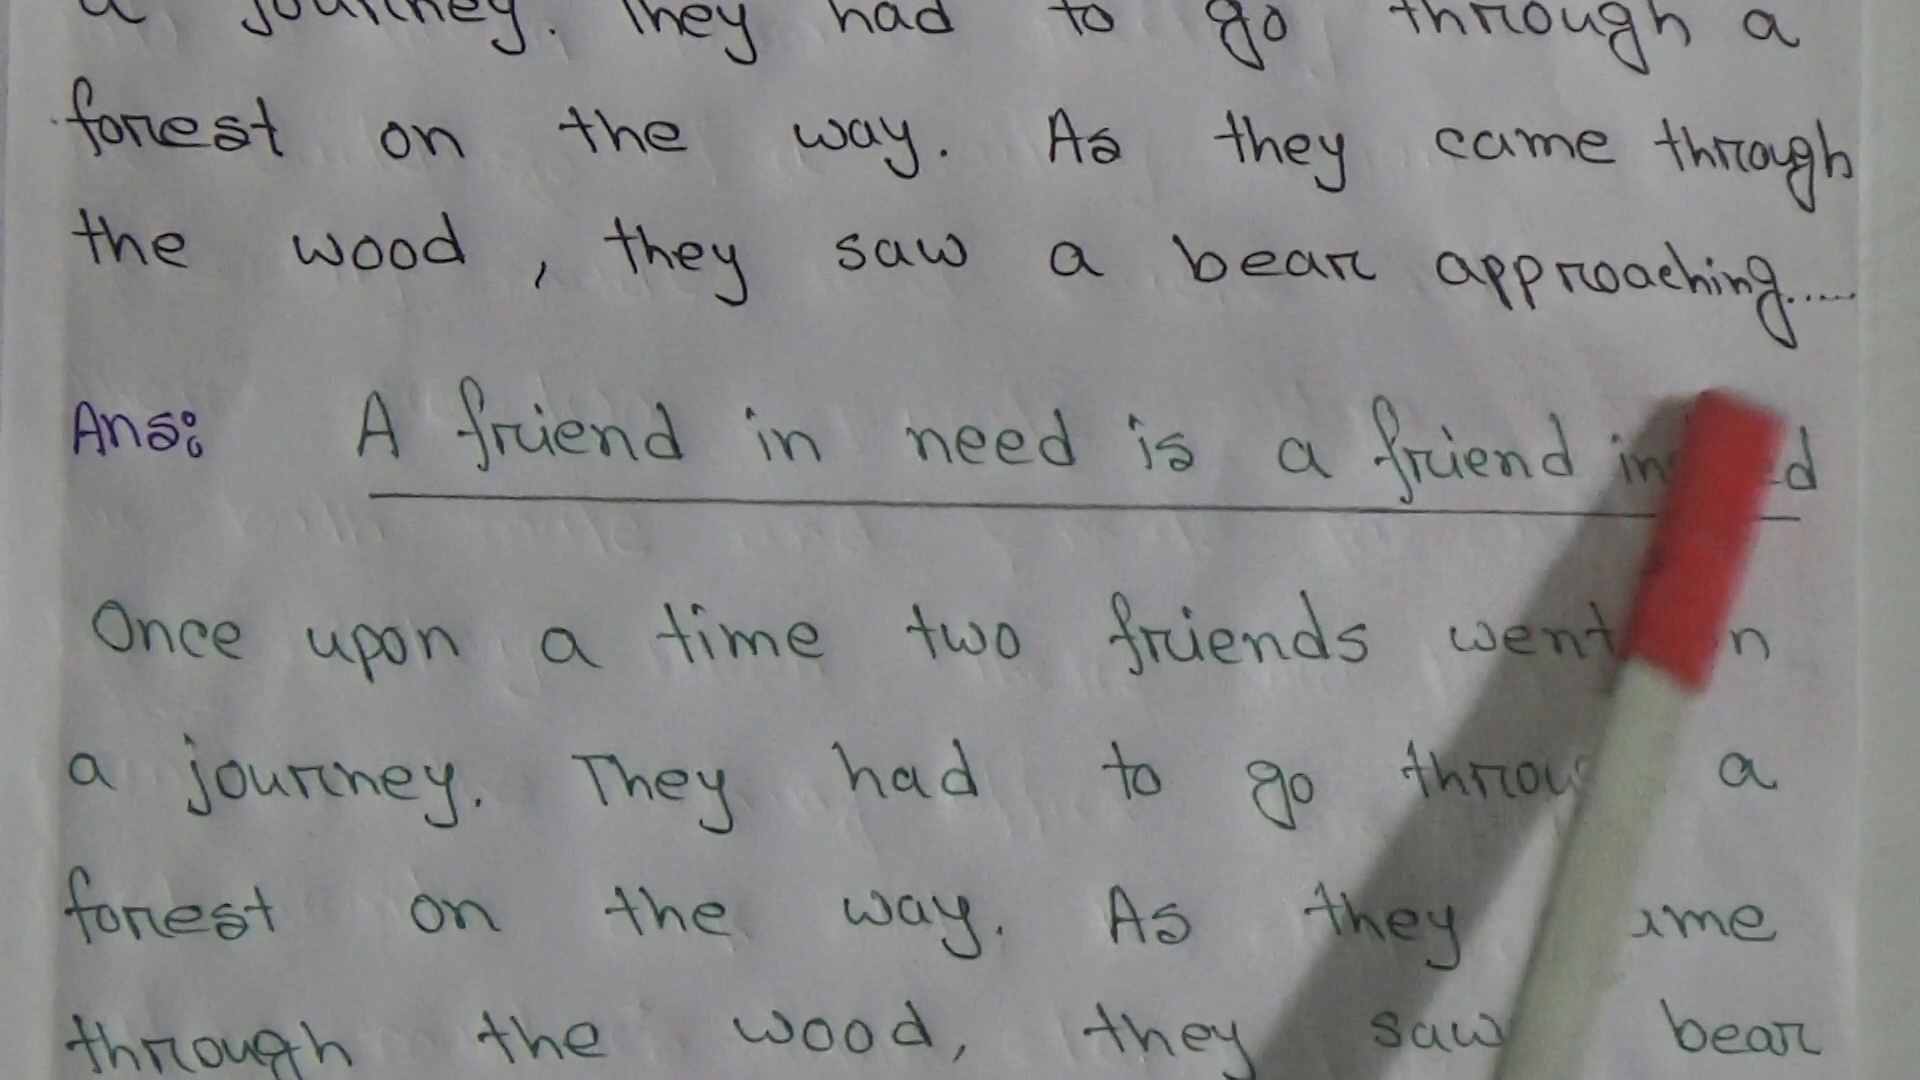 a journey. They had to go through a
forest on the way. As they came through
the wood, they saw a bear approaching.....
Ans: A friend in need is a friend
Once upon a time two friends went
a journey. They had to go a
forest on the way. As they
through the wood, they saw bear